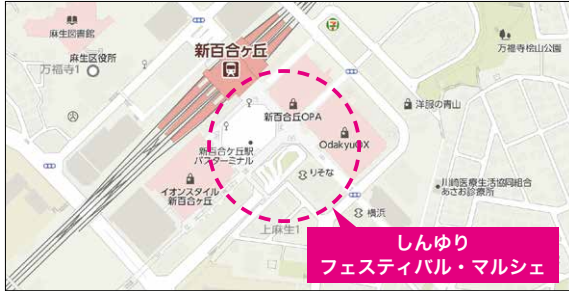 麻生図書館
麻生区役所
万福寺1
新百合ヶ丘
万福寺桧山公園
洋服の青山
新百合丘OPA
OdakyuOX
新百合ケ丘駅
バスターミナル
りそな
イオンスタイル
新百合ヶ丘
川崎医療生活協同組合
あさお診療所
横浜
上麻生1
しんゆり
フェスティバル・マルシェ